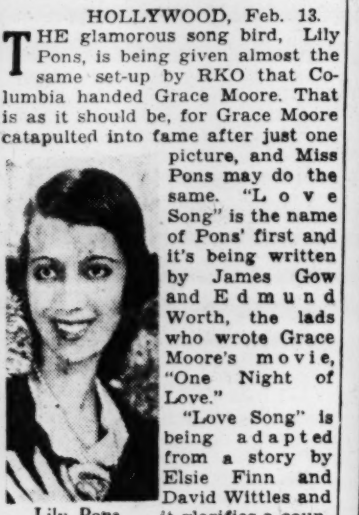 HOLLYWOOD, Feb. 13.
THE glamorous song bird, Lily
Pons, is being given almost the
same set-up by RKO that Co-
lumbia handed Grace Moore. That
is as it should be, for Grace Moore
catapulted into fame after just one
picture, and Miss
Pons may do the
same. "Love
Song" is the name
of Pons' first and
it's being written
by James Gow
and Edmund
Worth, the lads
who wrote Grace
Moore's movie,
"One Night of
Love."
"Love Song" is
being adapted
from a story by
Elsie Finn and
David Wittles and
Lily Pons
it glorifies a